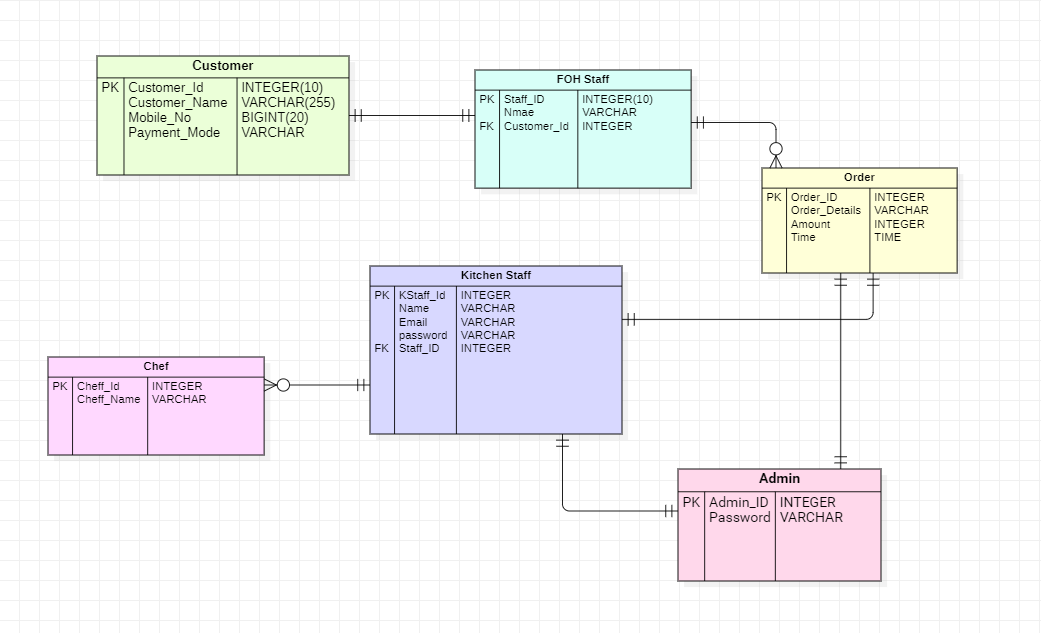 Customer
PK Customer_Id INTEGER(10)
Customer_Name VARCHAR(255)
Mobile_No BIGINT(20)
Payment_Mode VARCHAR
FOH Staff
PK Staff_ID INTEGER(10)
Nmae VARCHAR
FK Customer_Id INTEGER
Order
PK Order_ID INTEGER
Order_Details VARCHAR
Amount INTEGER
Time TIME
Kitchen Staff
PK KStaff_Id INTEGER
Name VARCHAR
Email VARCHAR
password VARCHAR
FK Staff_ID INTEGER
Chef
PK Cheff_Id INTEGER
Cheff_Name VARCHAR
Admin
PK Admin_ID INTEGER
Password VARCHAR